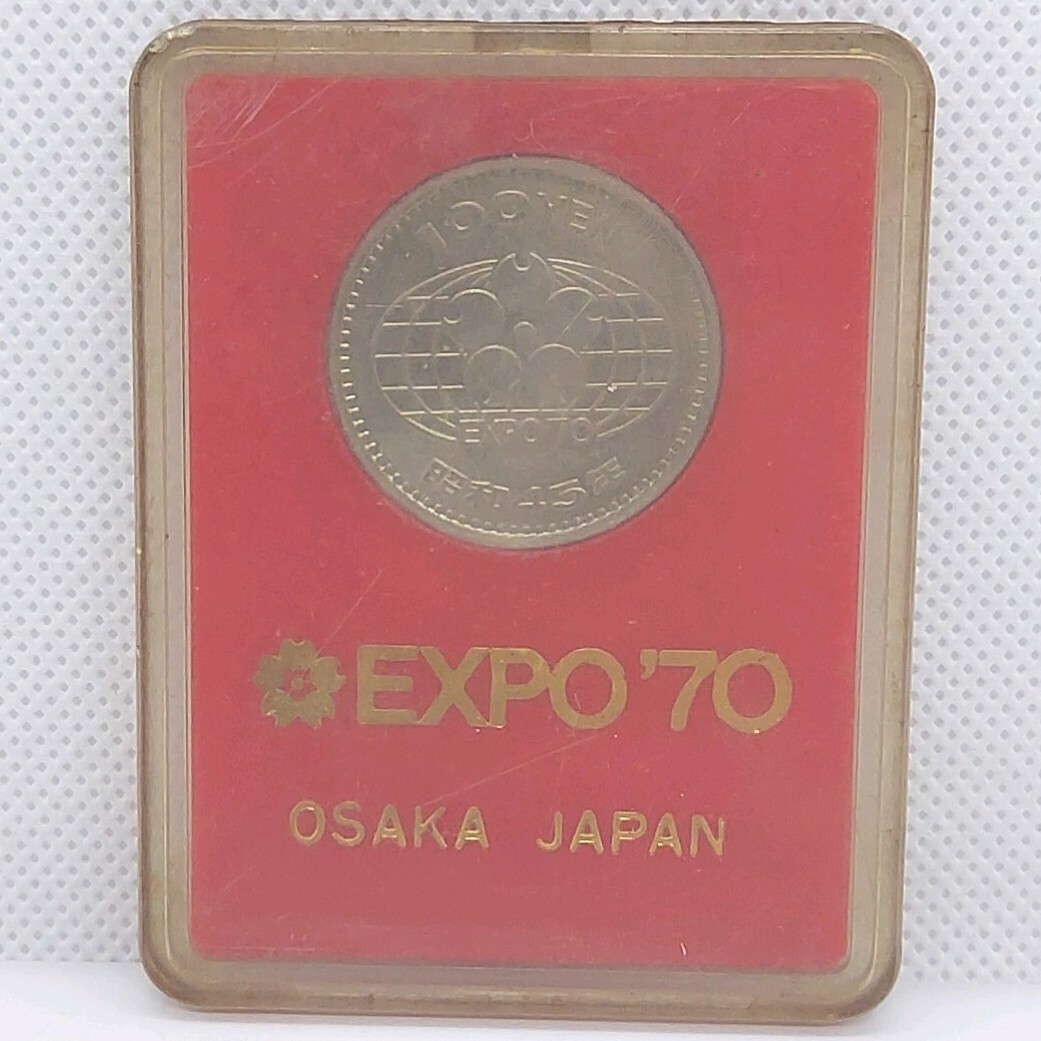 100 YEN
EXPO'70
昭和45年
EXPO'70
OSAKA JAPAN